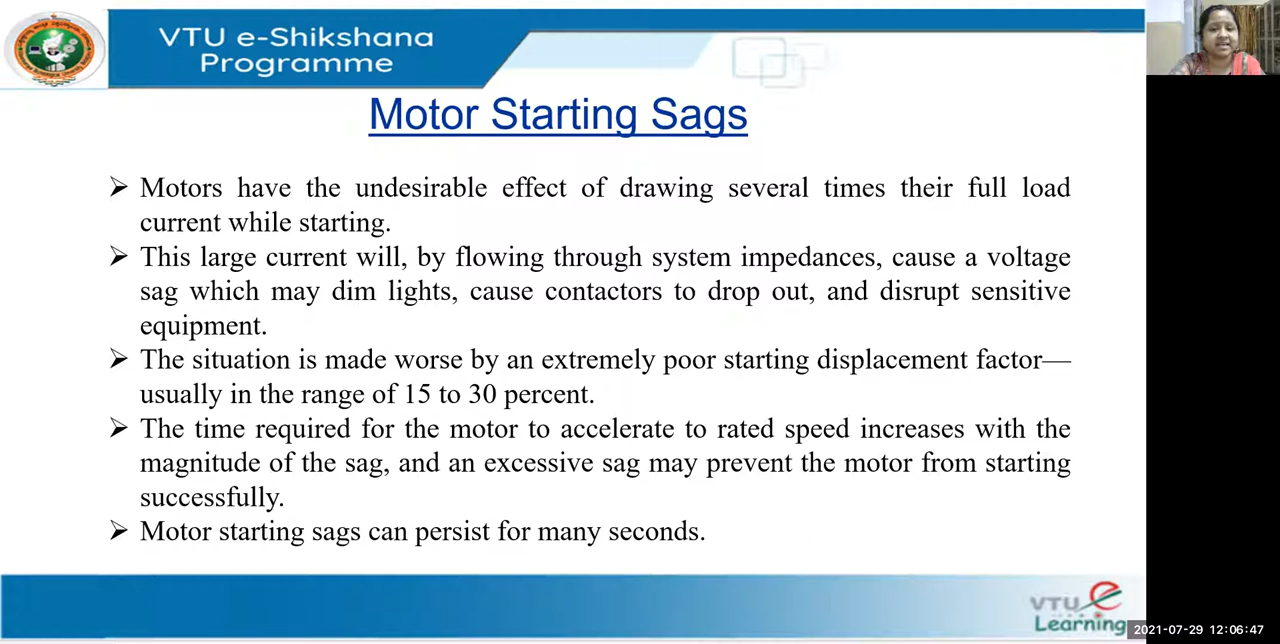 VTU e-Shikshana
Programme
Motor Starting Sags
➢ Motors have the undesirable effect of drawing several times their full load
current while starting.
➢ This large current will, by flowing through system impedances, cause a voltage
sag which may dim lights, cause contactors to drop out, and disrupt sensitive
equipment.
➢ The situation is made worse by an extremely poor starting displacement factor—
usually in the range of 15 to 30 percent.
➢ The time required for the motor to accelerate to rated speed increases with the
magnitude of the sag, and an excessive sag may prevent the motor from starting
successfully.
➢ Motor starting sags can persist for many seconds.
VTU e
Learning
2021-07-29 12:06:47